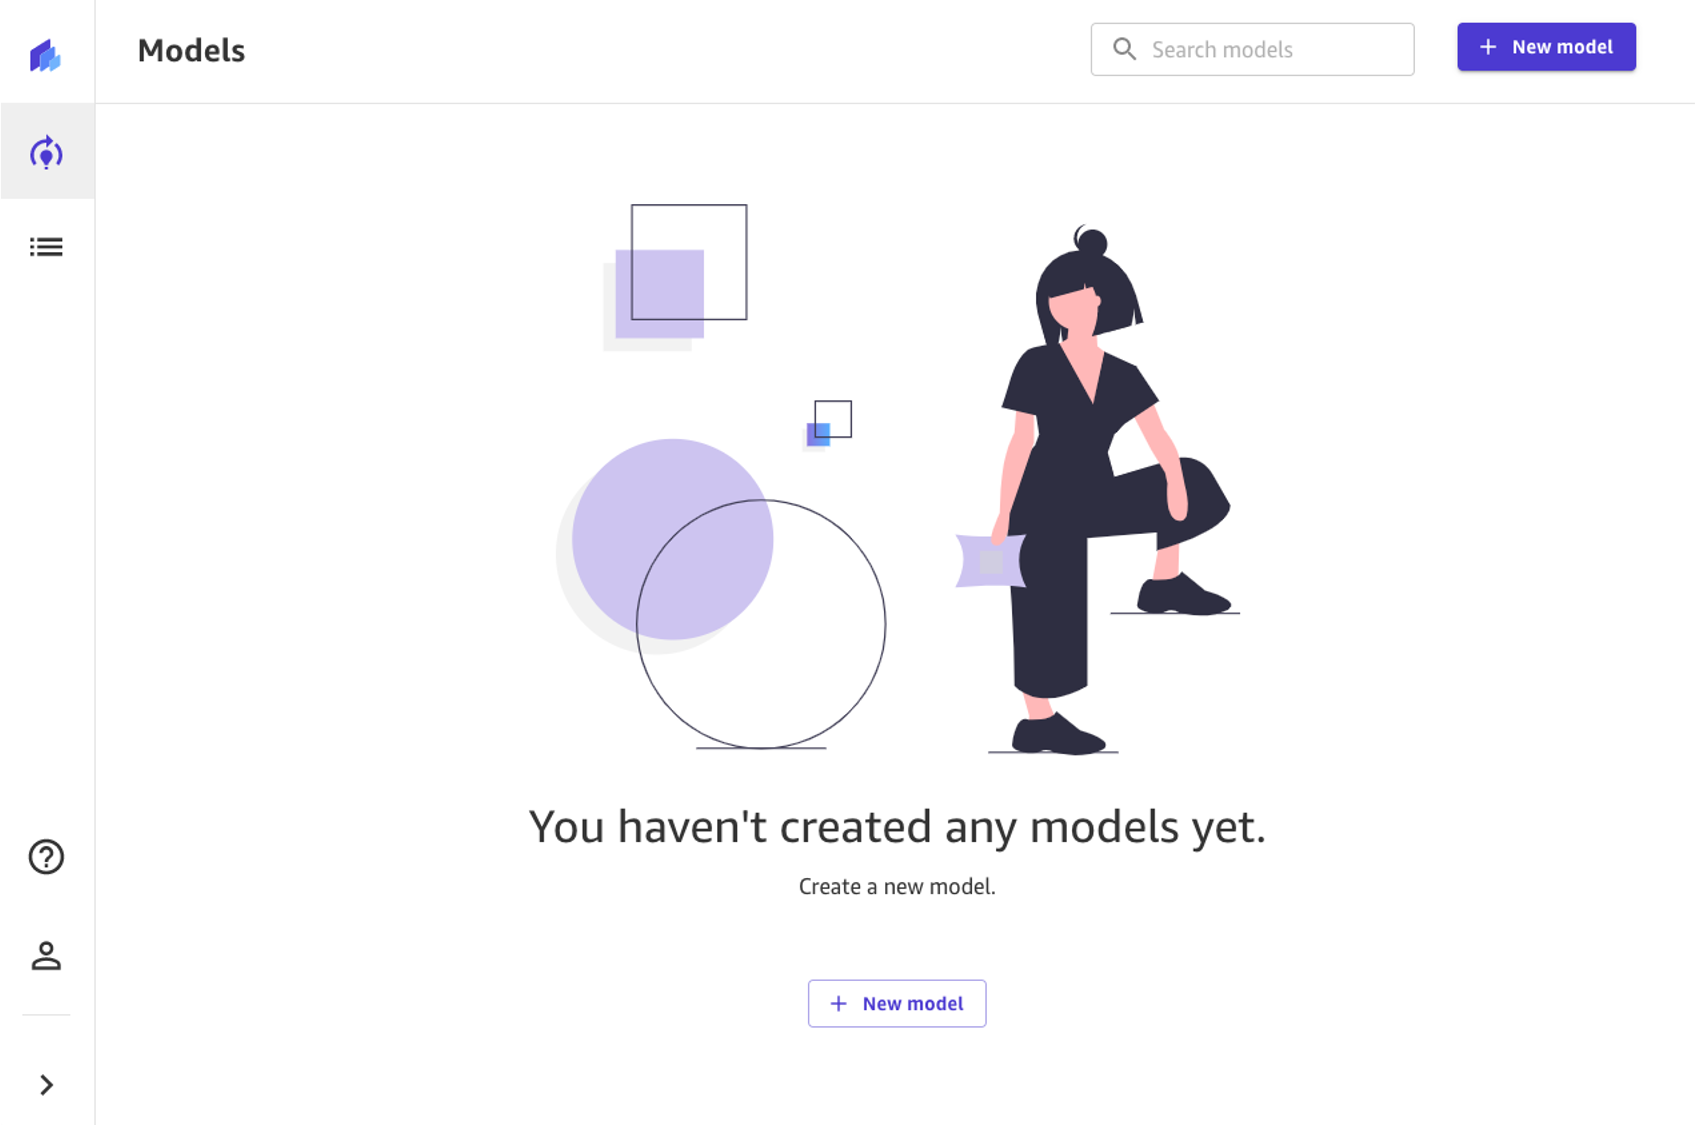 Models
Search models
+ New model
You haven't created any models yet.
Create a new model.
+ New model